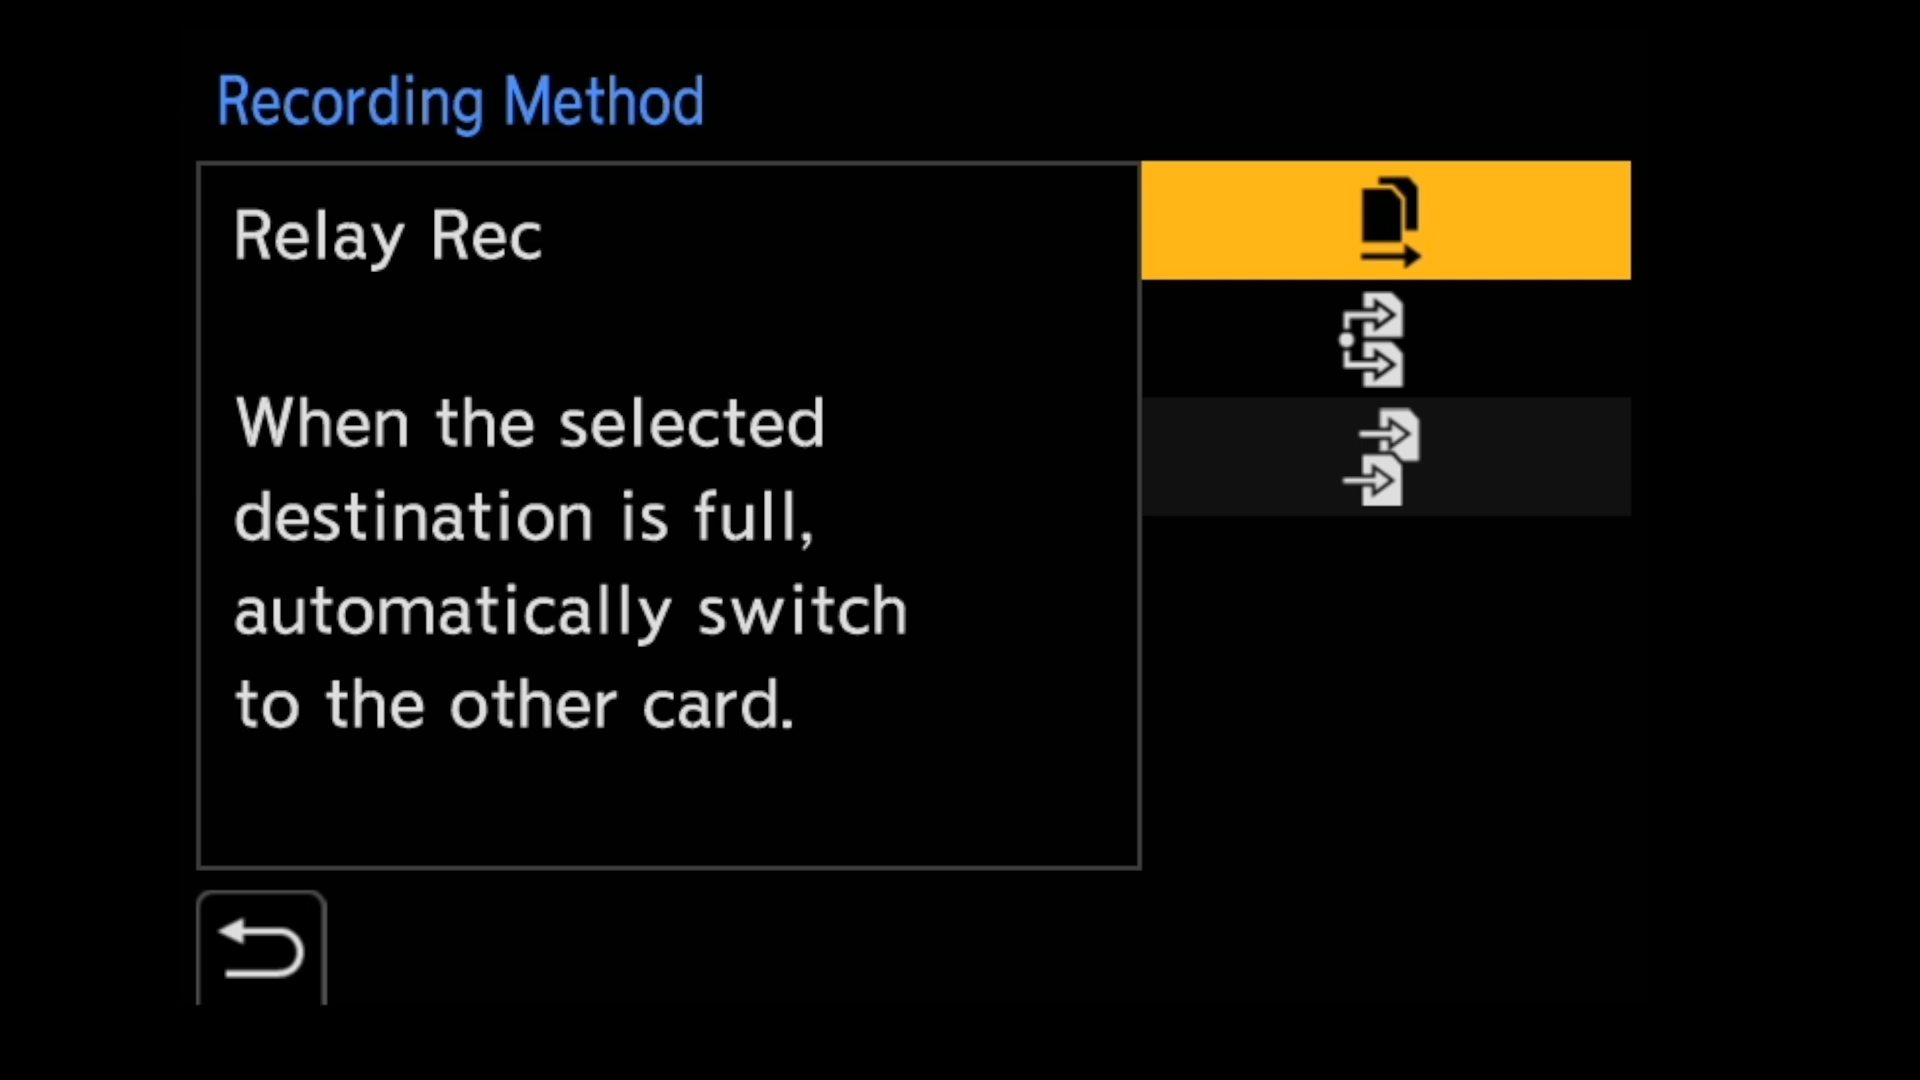 Recording Method
Relay Rec
When the selected
destination is full,
automatically switch
to the other card.